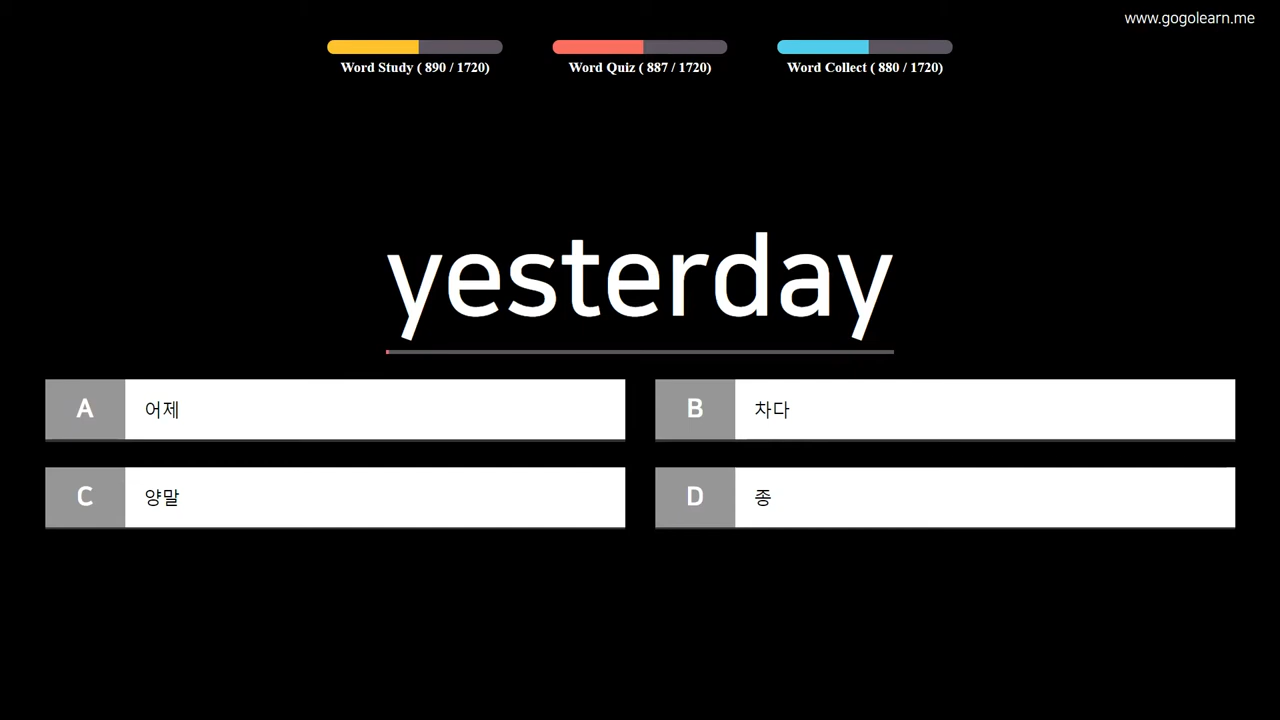 www.gogolearn.me
Word Study ( 890 / 1720)
Word Quiz ( 887 / 1720)
Word Collect ( 880 / 1720)
yesterday
A 어제
B 차다
C 양말
D 종